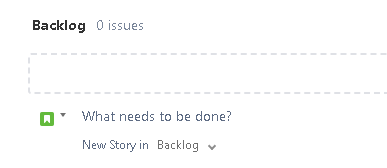 Backlog 0 issues
What needs to be done?
New Story in Backlog